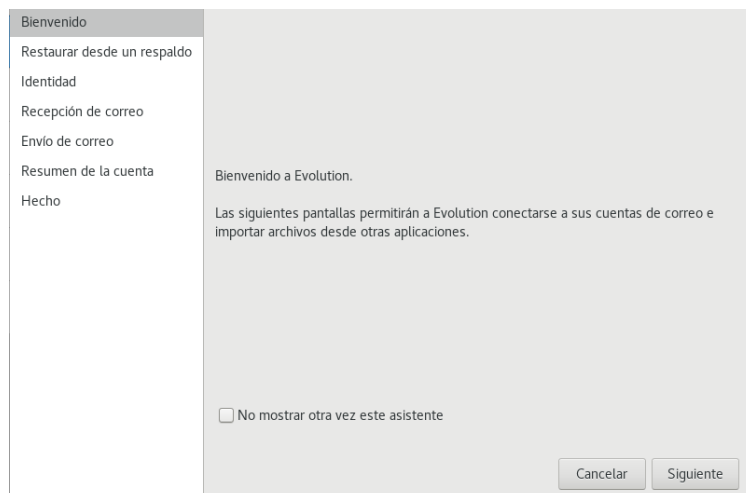 Bienvenido
Restaurar desde un respaldo
Identidad
Recepción de correo
Envío de correo
Resumen de la cuenta
Hecho
Bienvenido a Evolution.
Las siguientes pantallas permitirán a Evolution conectarse a sus cuentas de correo e
importar archivos desde otras aplicaciones.
No mostrar otra vez este asistente
Cancelar
Siguiente